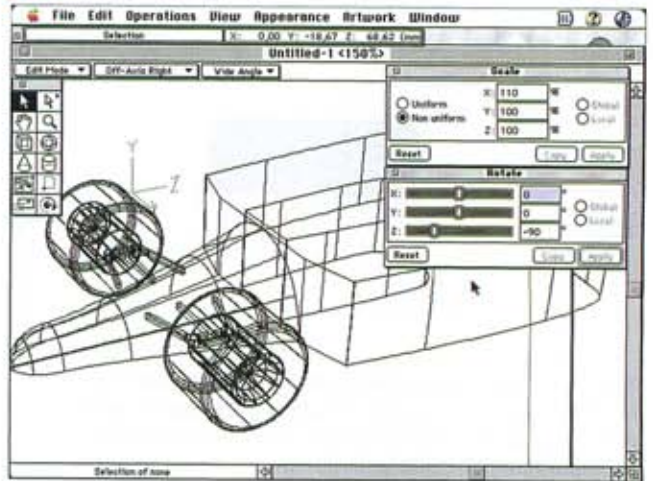 File Edit Operations View Appearance Artwork Window
Selection X: 0,00 Y: -18,67 Z: 68,62 (mm)
Untitled-1 <150%>
Edit Mode Off-Axis Right Wide Angle
Scale
Uniform
Non uniform
X: 110 %
Y: 100 %
Z: 100 %
Global
Local
Reset Copy Apply
Rotate
X: 0 °
Y: 0 °
Z: -90 °
Global
Local
Reset Copy Apply
Y
Z
Selection of none